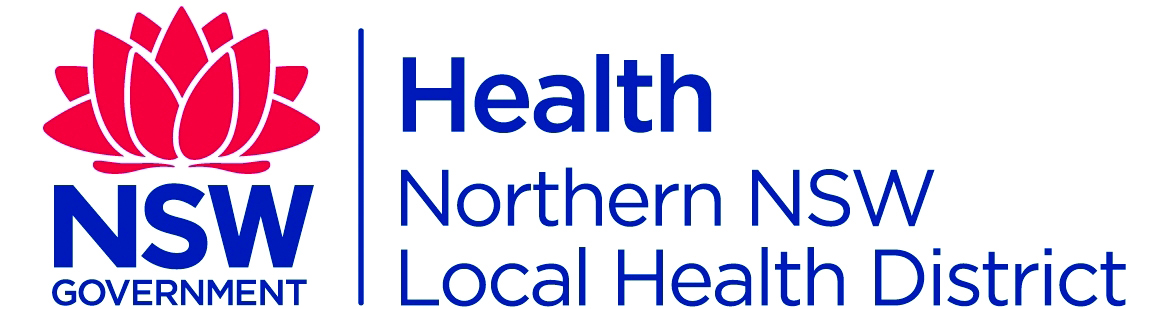 NSW
GOVERNMENT
Health
Northern NSW
Local Health District